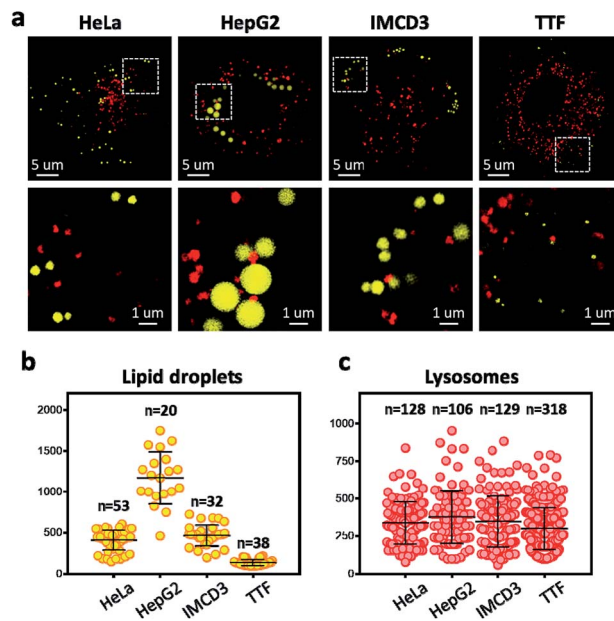 a
HeLa HepG2 IMCD3 TTF
5 um 5 um 5 um 5 um
1 um 1 um 1 um 1 um
b
Lipid droplets
2000
1500
1000
500
0
n=53
n=20
n=32
n=38
HeLa HepG2 IMCD3 TTF
c
Lysosomes
1000
750
500
250
0
n=128 n=106 n=129 n=318
HeLa HepG2 IMCD3 TTF